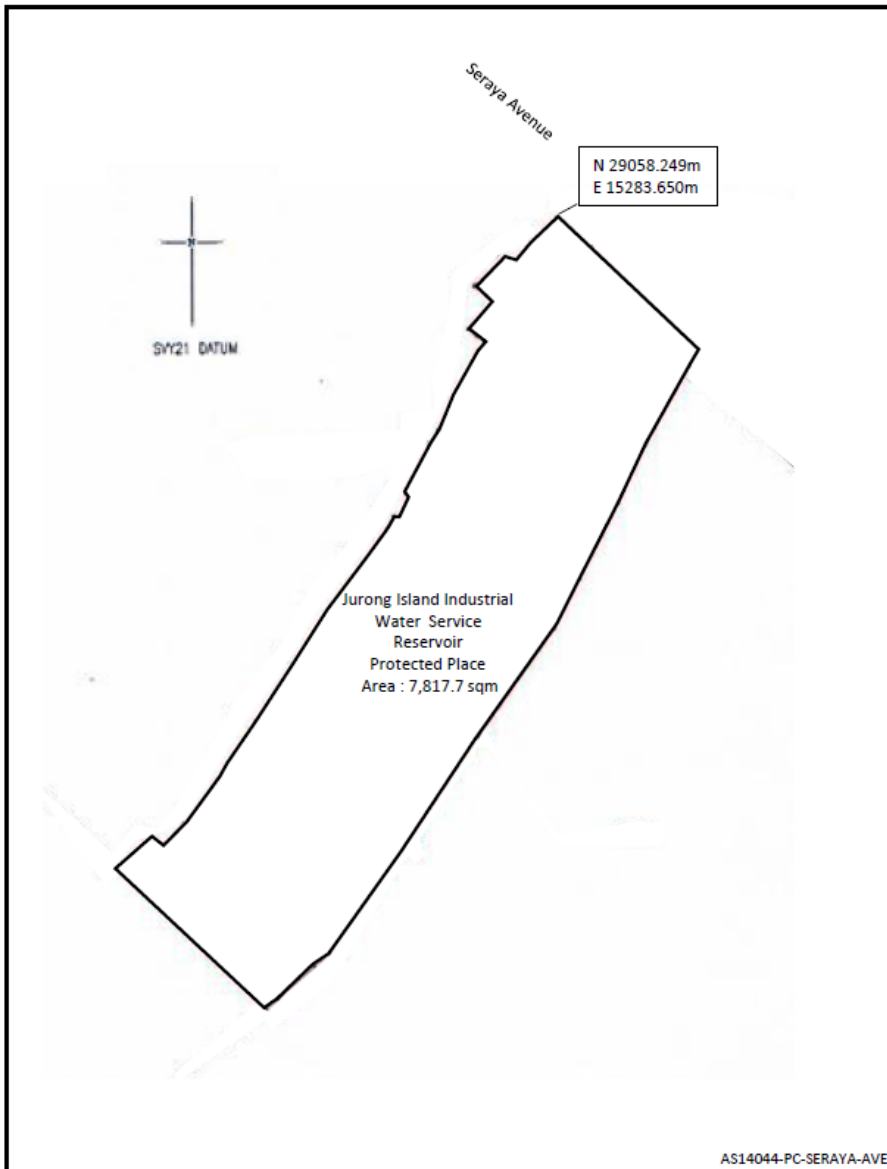 Seraya Avenue
N 29058.249m
E 15283.650m
N
SVY21 DATUM
Jurong Island Industrial
Water Service
Reservoir
Protected Place
Area : 7,817.7 sqm
AS14044-PC-SERAYA-AVE